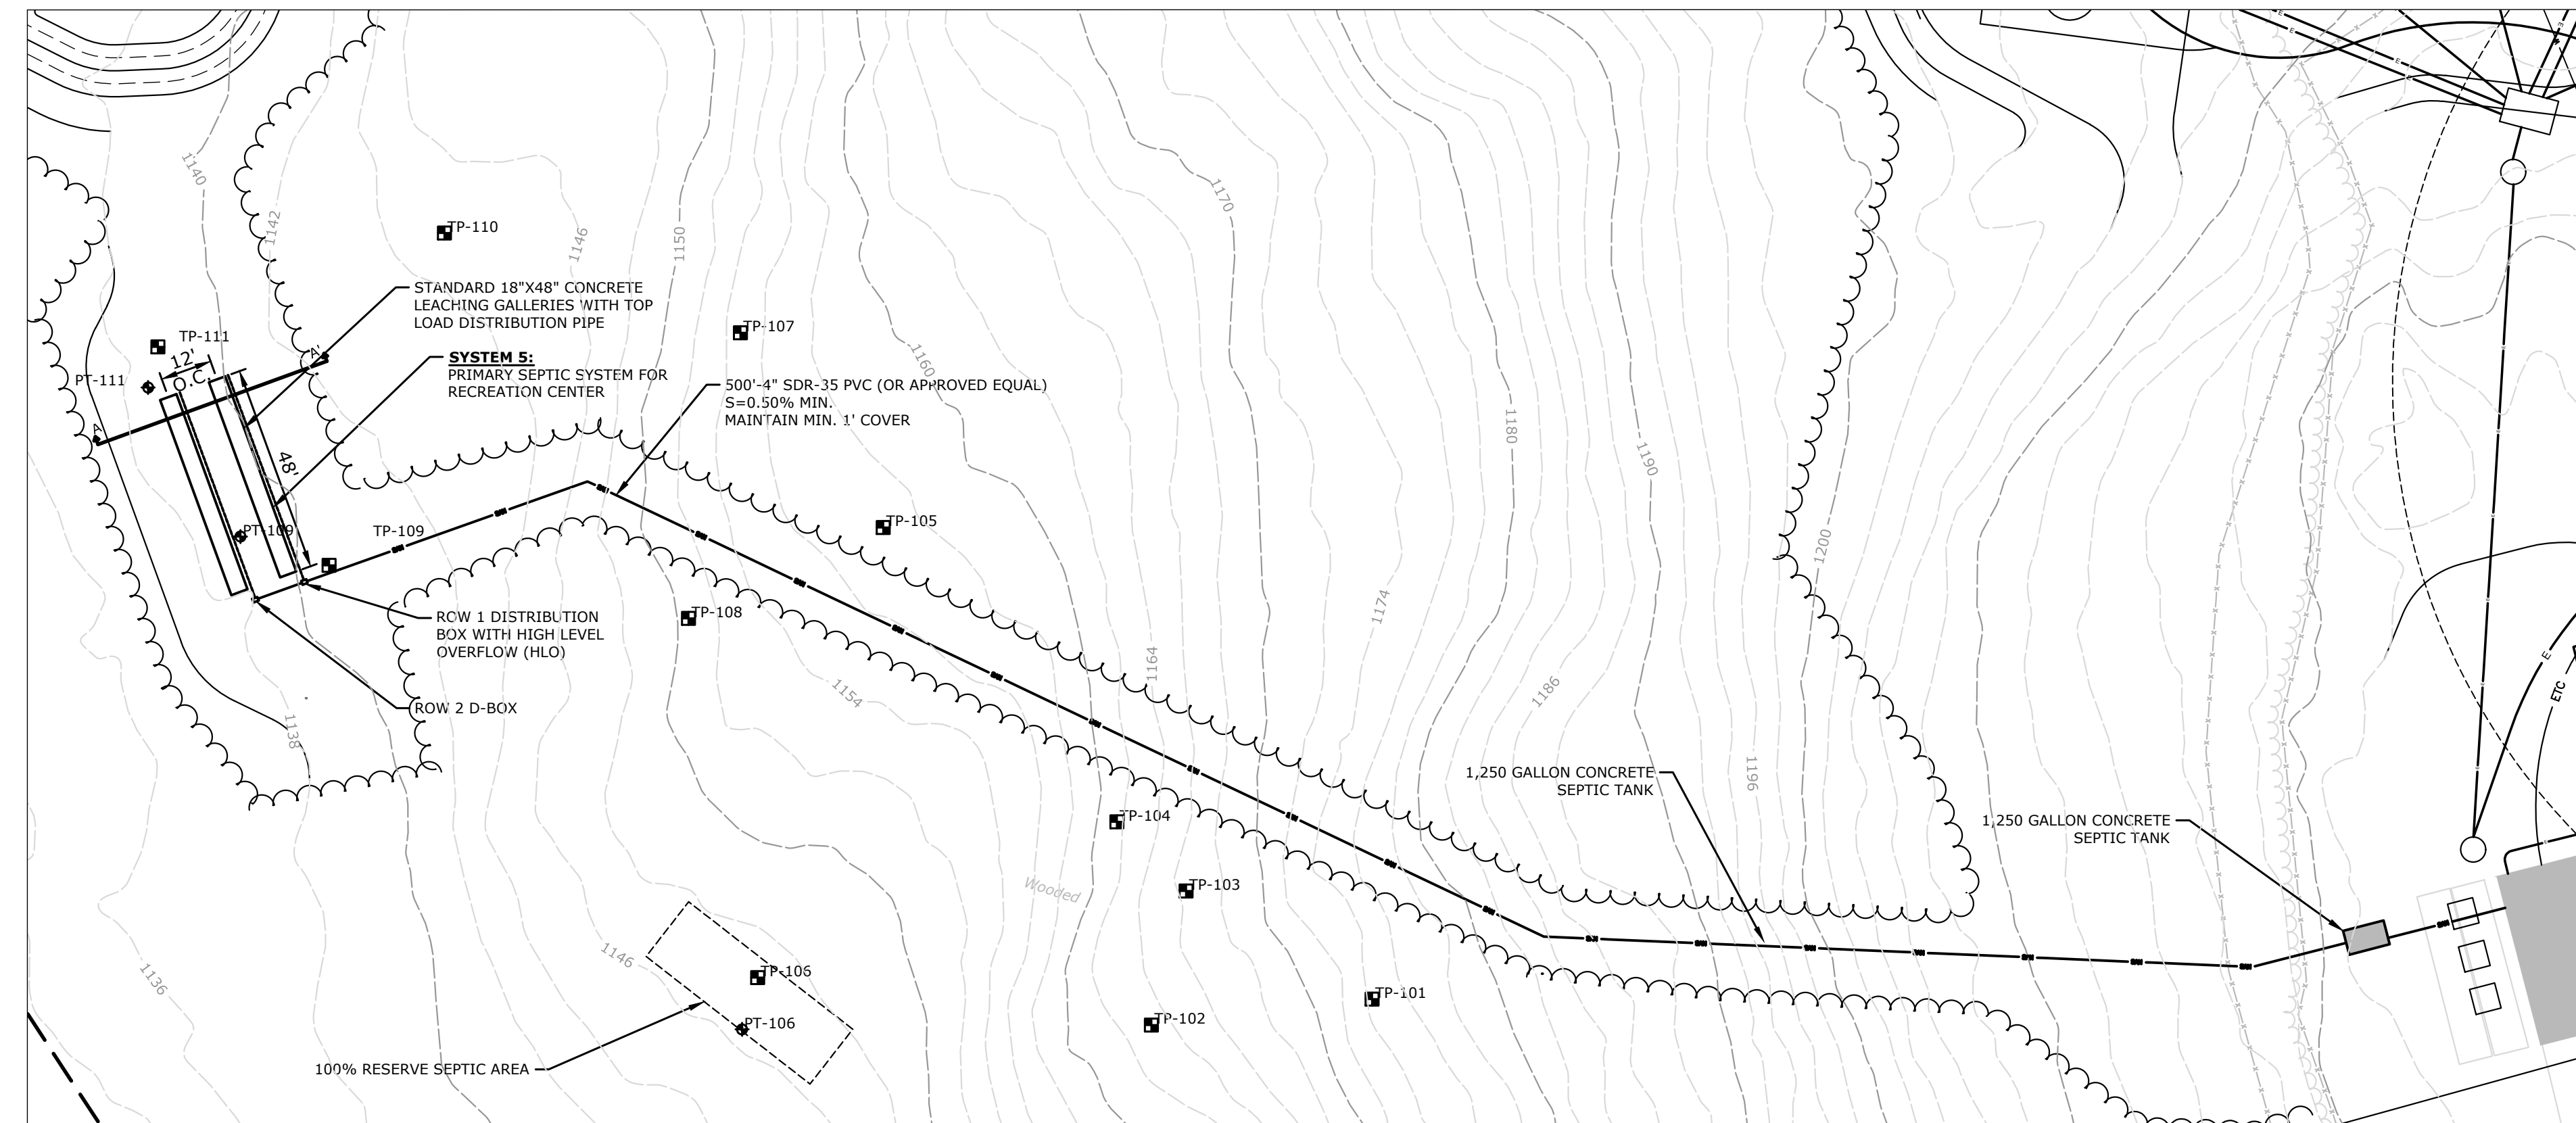 1140
1142
TP-110
1146
1150
1170
STANDARD 18"X48" CONCRETE
LEACHING GALLERIES WITH TOP
LOAD DISTRIBUTION PIPE
TP-107
TP-111
12'
O.C.
A'
PT-111
SYSTEM 5:
PRIMARY SEPTIC SYSTEM FOR
RECREATION CENTER
1160
500'-4" SDR-35 PVC (OR APPROVED EQUAL)
S=0.50% MIN.
MAINTAIN MIN. 1' COVER
A
48'
1180
1190
PT-109
TP-109
TP-105
1200
ROW 1 DISTRIBUTION
BOX WITH HIGH LEVEL
OVERFLOW (HLO)
TP-108
1174
1164
1154
1186
ROW 2 D-BOX
1138
E
ETC
1,250 GALLON CONCRETE
SEPTIC TANK
1196
1,250 GALLON CONCRETE
SEPTIC TANK
TP-104
Wooded
TP-103
1146
1136
TP-106
TP-101
PT-106
TP-102
100% RESERVE SEPTIC AREA